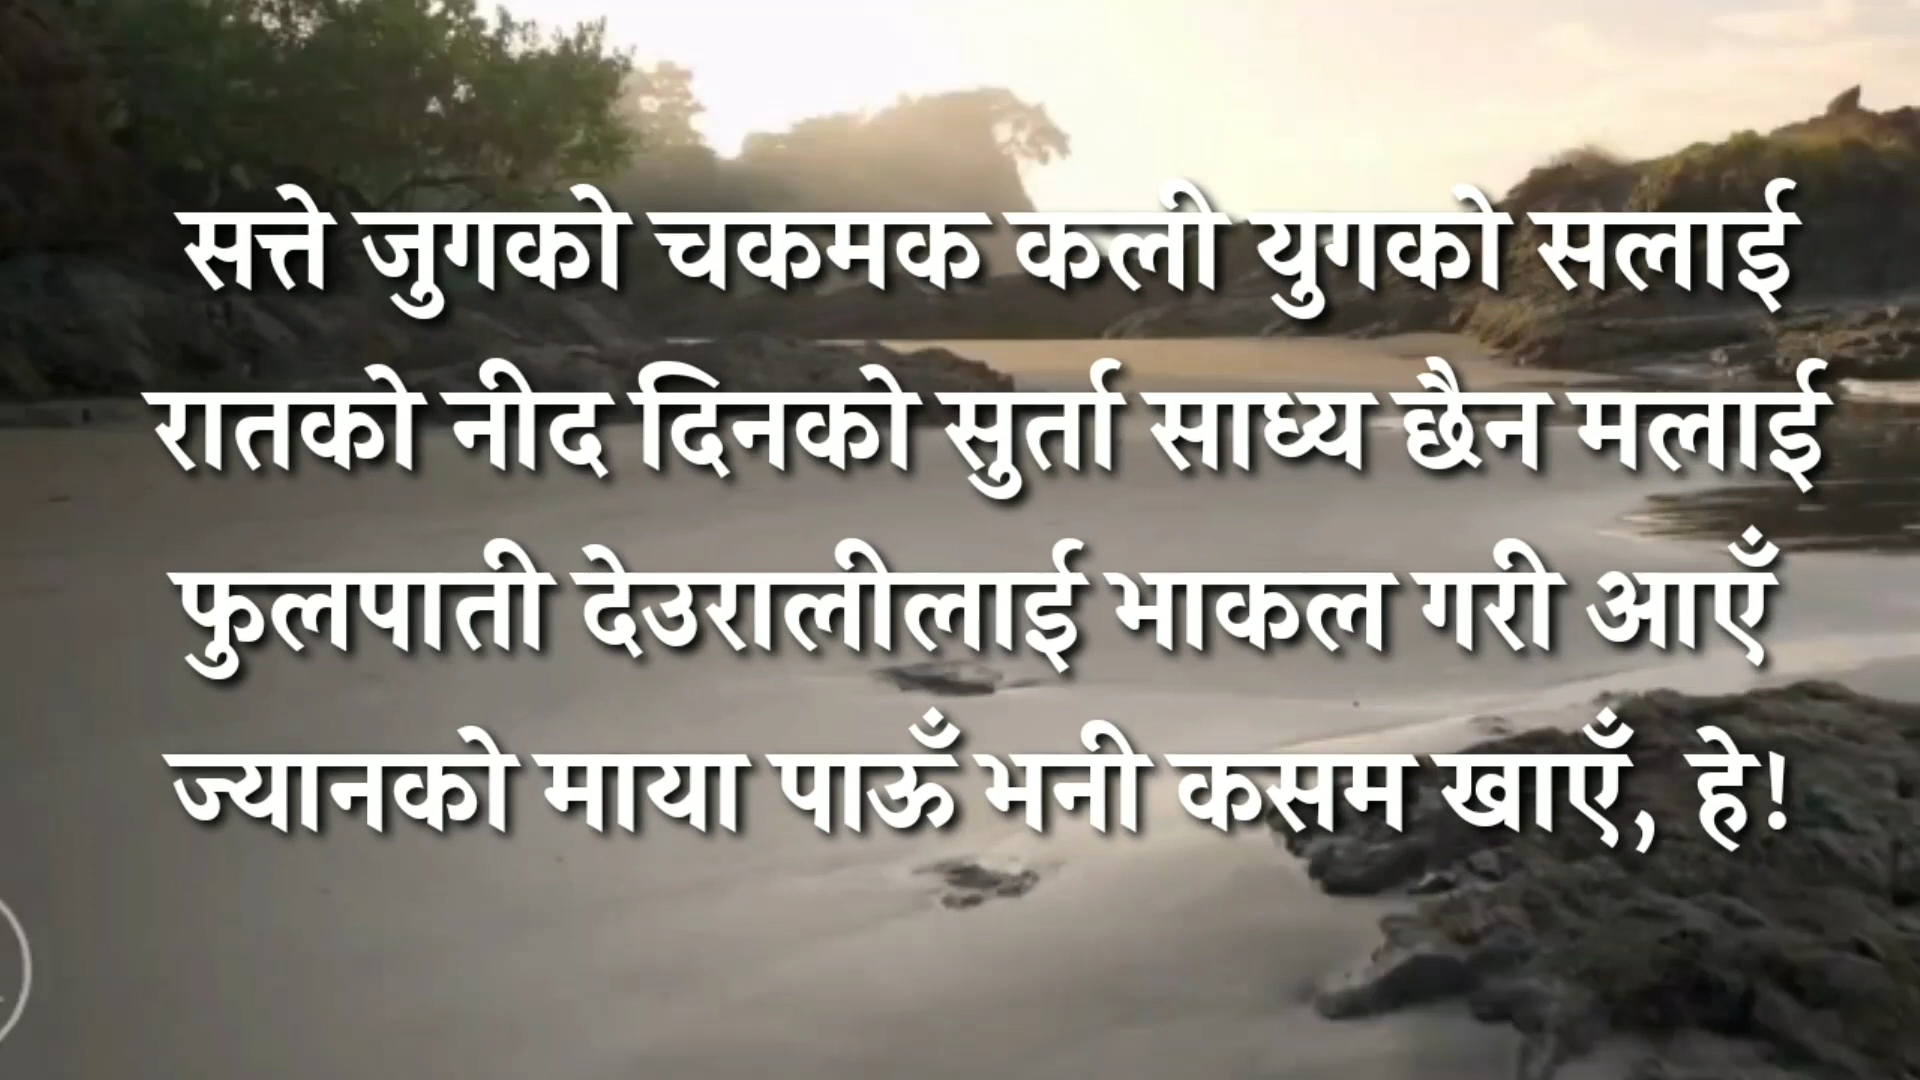 सत्ते जुगको चकमक कली युगको सलाई
रातको नीद दिनको सुर्ता साध्य छैन मलाई
फुलपाती देउरालीलाई भाकल गरी आएँ
ज्यानको माया पाऊँ भनी कसम खाएँ, हे!